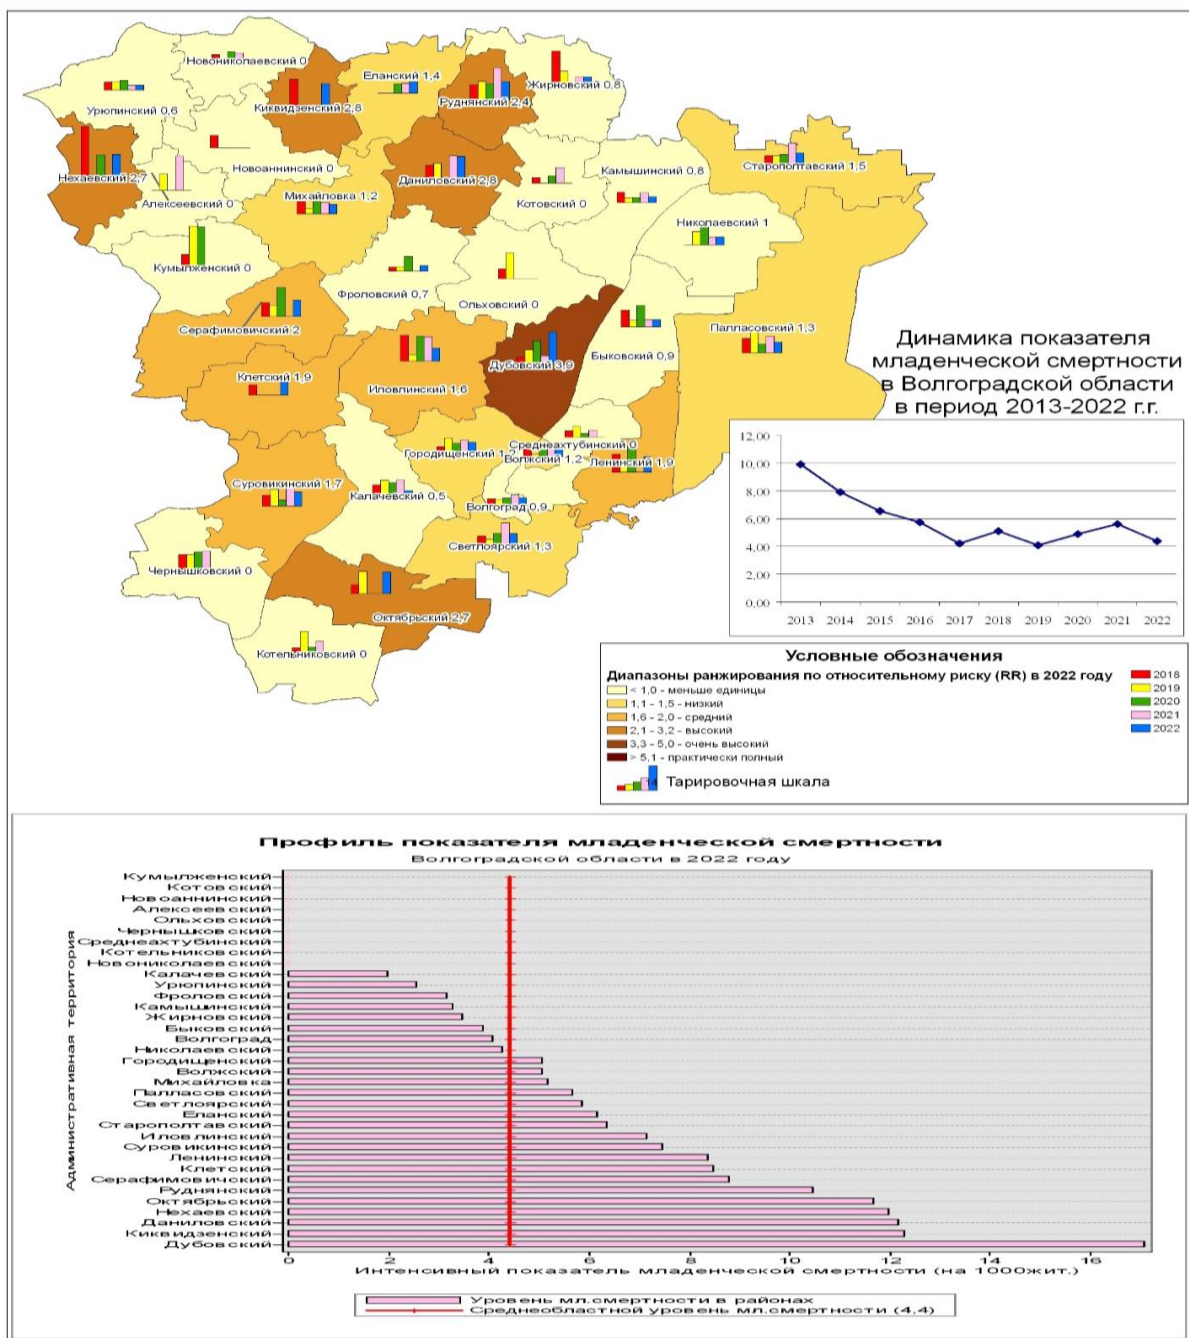 Новониколаевский 0
Еланский 1,4
Жирновский 0,8
Урюпинский 0,6
Киквидзенский 2,8
Руднянский 2,4
Новоаннинский 0
Нехаевский 2,7
Алексеевский 0
Даниловский 2,8
Камышинский 0,8
Старополтавский 1,5
Михайловка 1,2
Котовский 0
Николаевский 1
Кумылженский 0
Фроловский 0,7
Ольховский 0
Серафимовичский 2
Палласовский 1,3
Быковский 0,9
Дубовский 3,9
Клетский 1,9
Иловлинский 1,6
Среднеахтубинский 0
Городищенский 1,2
Волжский 1,2
Ленинский 1,9
Суровикинский 1,7
Калачевский 0,5
Волгоград 0,9
Светлоярский 1,3
Чернышковский 0
Октябрьский 2,7
Котельниковский 0
Динамика показателя
младенческой смертности
в Волгоградской области
в период 2013-2022 г.г.
12,00
10,00
8,00
6,00
4,00
2,00
0,00
2013 2014 2015 2016 2017 2018 2019 2020 2021 2022
Условные обозначения
Диапазоны ранжирования по относительному риску (RR) в 2022 году
< 1,0 - меньше единицы
1,1 - 1,5 - низкий
1,6 - 2,0 - средний
2,1 - 3,2 - высокий
3,3 - 5,0 - очень высокий
> 5,1 - практически полный
Тарировочная шкала
2018
2019
2020
2021
2022
Профиль показателя младенческой смертности
Волгоградской области в 2022 году
Административная территория
Кумылженский
Котовский
Новоаннинский
Алексеевский
Ольховский
Чернышковский
Среднеахтубинский
Котельниковский
Новониколаевский
Калачевский
Урюпинский
Фроловский
Камышинский
Жирновский
Быковский
Волгоград
Николаевский
Городищенский
Волжский
Михайловка
Палласовский
Светлоярский
Еланский
Старополтавский
Иловлинский
Суровикинский
Ленинский
Клетский
Серафимовичский
Руднянский
Октябрьский
Нехаевский
Даниловский
Киквидзенский
Дубовский
0 2 4 6 8 10 12 14 16
Интенсивный показатель младенческой смертности (на 1000жит.)
Уровень мл.смертности в районах
Среднеобластной уровень мл.смертности (4,4)